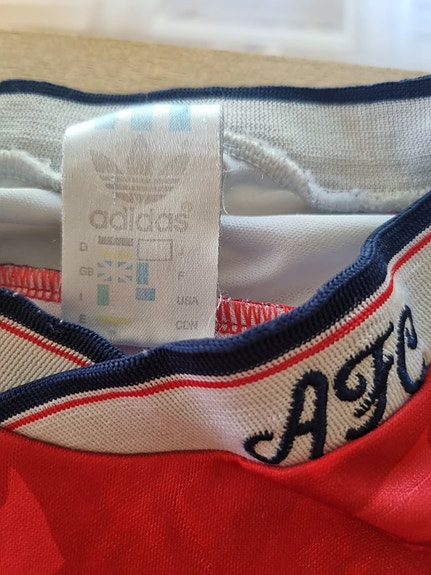 adidas®
D J
GB F
I USA
E CDN
AFC